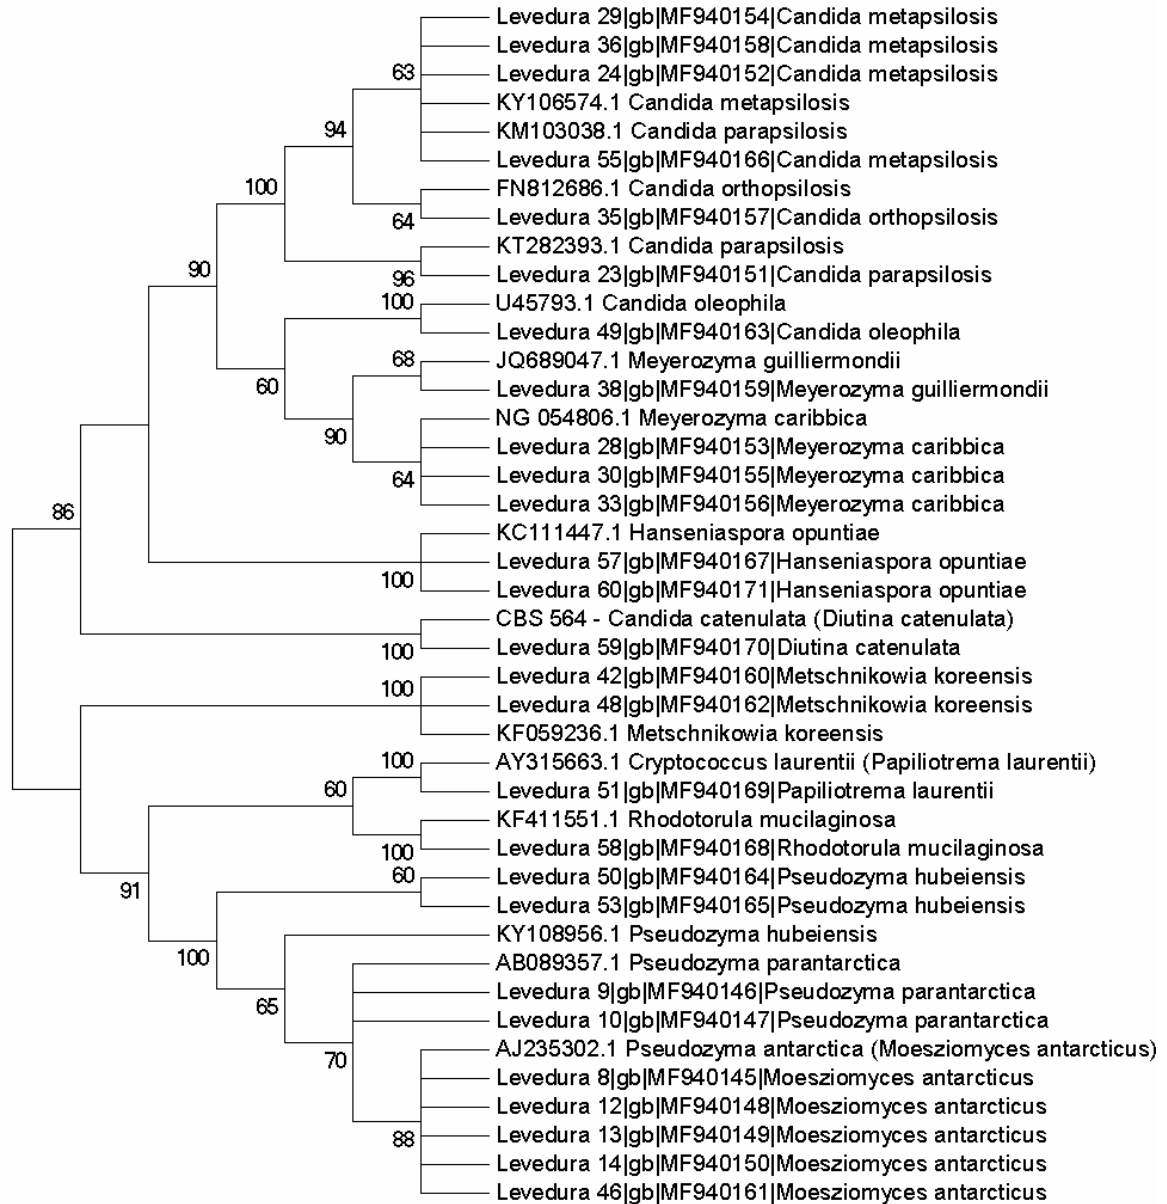 Levedura 29|gb|MF940154|Candida metapsilosis
Levedura 36|gb|MF940158|Candida metapsilosis
63
Levedura 24|gb|MF940152|Candida metapsilosis
KY106574.1 Candida metapsilosis
94
KM103038.1 Candida parapsilosis
Levedura 55|gb|MF940166|Candida metapsilosis
100
FN812686.1 Candida orthopsilosis
64
Levedura 35|gb|MF940157|Candida orthopsilosis
KT282393.1 Candida parapsilosis
90
96
Levedura 23|gb|MF940151|Candida parapsilosis
100
U45793.1 Candida oleophila
Levedura 49|gb|MF940163|Candida oleophila
68
JQ689047.1 Meyerozyma guilliermondii
60
Levedura 38|gb|MF940159|Meyerozyma guilliermondii
NG 054806.1 Meyerozyma caribbica
90
Levedura 28|gb|MF940153|Meyerozyma caribbica
64
Levedura 30|gb|MF940155|Meyerozyma caribbica
Levedura 33|gb|MF940156|Meyerozyma caribbica
86
KC111447.1 Hanseniaspora opuntiae
Levedura 57|gb|MF940167|Hanseniaspora opuntiae
100
Levedura 60|gb|MF940171|Hanseniaspora opuntiae
CBS 564 - Candida catenulata (Diutina catenulata)
100
Levedura 59|gb|MF940170|Diutina catenulata
100
Levedura 42|gb|MF940160|Metschnikowia koreensis
Levedura 48|gb|MF940162|Metschnikowia koreensis
KF059236.1 Metschnikowia koreensis
100
AY315663.1 Cryptococcus laurentii (Papiliotrema laurentii)
60
Levedura 51|gb|MF940169|Papiliotrema laurentii
KF411551.1 Rhodotorula mucilaginosa
100
Levedura 58|gb|MF940168|Rhodotorula mucilaginosa
60
Levedura 50|gb|MF940164|Pseudozyma hubeiensis
91
Levedura 53|gb|MF940165|Pseudozyma hubeiensis
KY108956.1 Pseudozyma hubeiensis
100
AB089357.1 Pseudozyma parantarctica
Levedura 9|gb|MF940146|Pseudozyma parantarctica
65
Levedura 10|gb|MF940147|Pseudozyma parantarctica
70
AJ235302.1 Pseudozyma antarctica (Moesziomyces antarcticus)
Levedura 8|gb|MF940145|Moesziomyces antarcticus
Levedura 12|gb|MF940148|Moesziomyces antarcticus
88
Levedura 13|gb|MF940149|Moesziomyces antarcticus
Levedura 14|gb|MF940150|Moesziomyces antarcticus
Levedura 46|gb|MF940161|Moesziomyces antarcticus